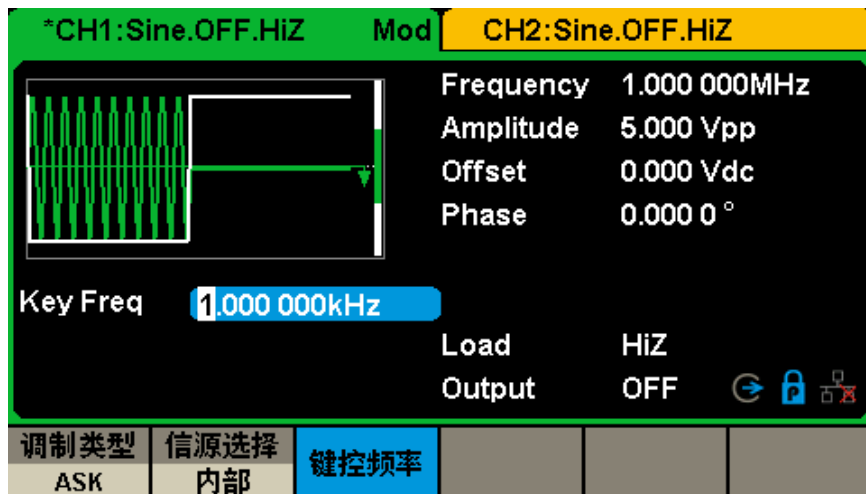 *CH1:Sine.OFF.HiZ Mod CH2:Sine.OFF.HiZ
Frequency 1.000 000MHz
Amplitude 5.000 Vpp
Offset 0.000 Vdc
Phase 0.000 0 °
Key Freq 1.000 000kHz
Load HiZ
Output OFF P
调制类型 信源选择 键控频率
ASK 内部